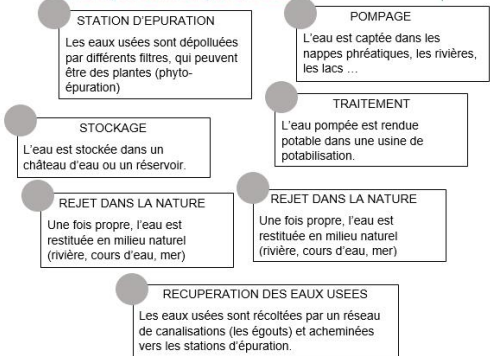 STATION D'EPURATION
Les eaux usées sont dépolluées
par différents filtres, qui peuvent
être des plantes (phyto-
épuration)
POMPAGE
L'eau est captée dans les
nappes phréatiques, les rivières,
les lacs ...
TRAITEMENT
L'eau pompée est rendue
potable dans une usine de
potabilisation.
STOCKAGE
L'eau est stockée dans un
château d'eau ou un réservoir.
REJET DANS LA NATURE
Une fois propre, l'eau est
restituée en milieu naturel
(rivière, cours d'eau, mer)
REJET DANS LA NATURE
Une fois propre, l'eau est
restituée en milieu naturel
(rivière, cours d'eau, mer)
RECUPERATION DES EAUX USEES
Les eaux usées sont récoltées par un réseau
de canalisations (les égouts) et acheminées
vers les stations d'épuration.